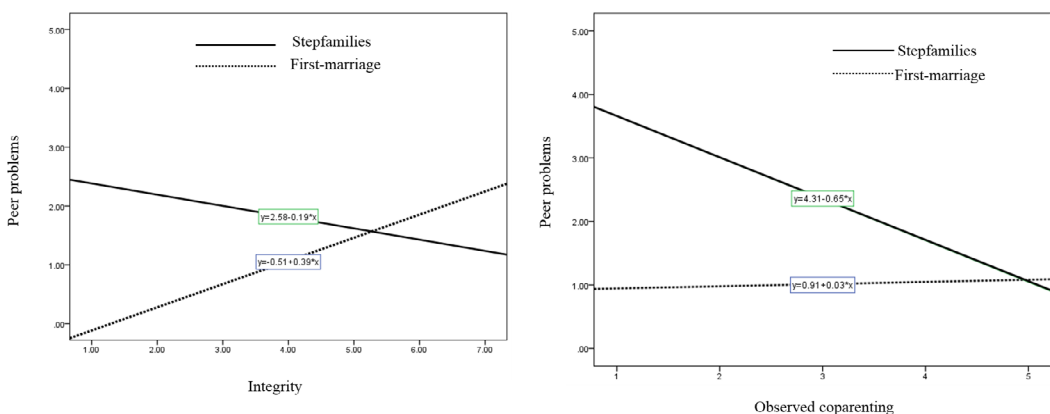 Stepfamilies
First-marriage
Peer problems
5.00
4.00
3.00
2.00
1.00
.00
y=2.58-0.19*x
y=-0.51+0.39*x
1.00 2.00 3.00 4.00 5.00 6.00 7.00
Integrity
Stepfamilies
First-marriage
Peer problems
5.00
4.00
3.00
2.00
1.00
.00
y=4.31-0.65*x
y=0.91+0.03*x
1 2 3 4 5
Observed coparenting